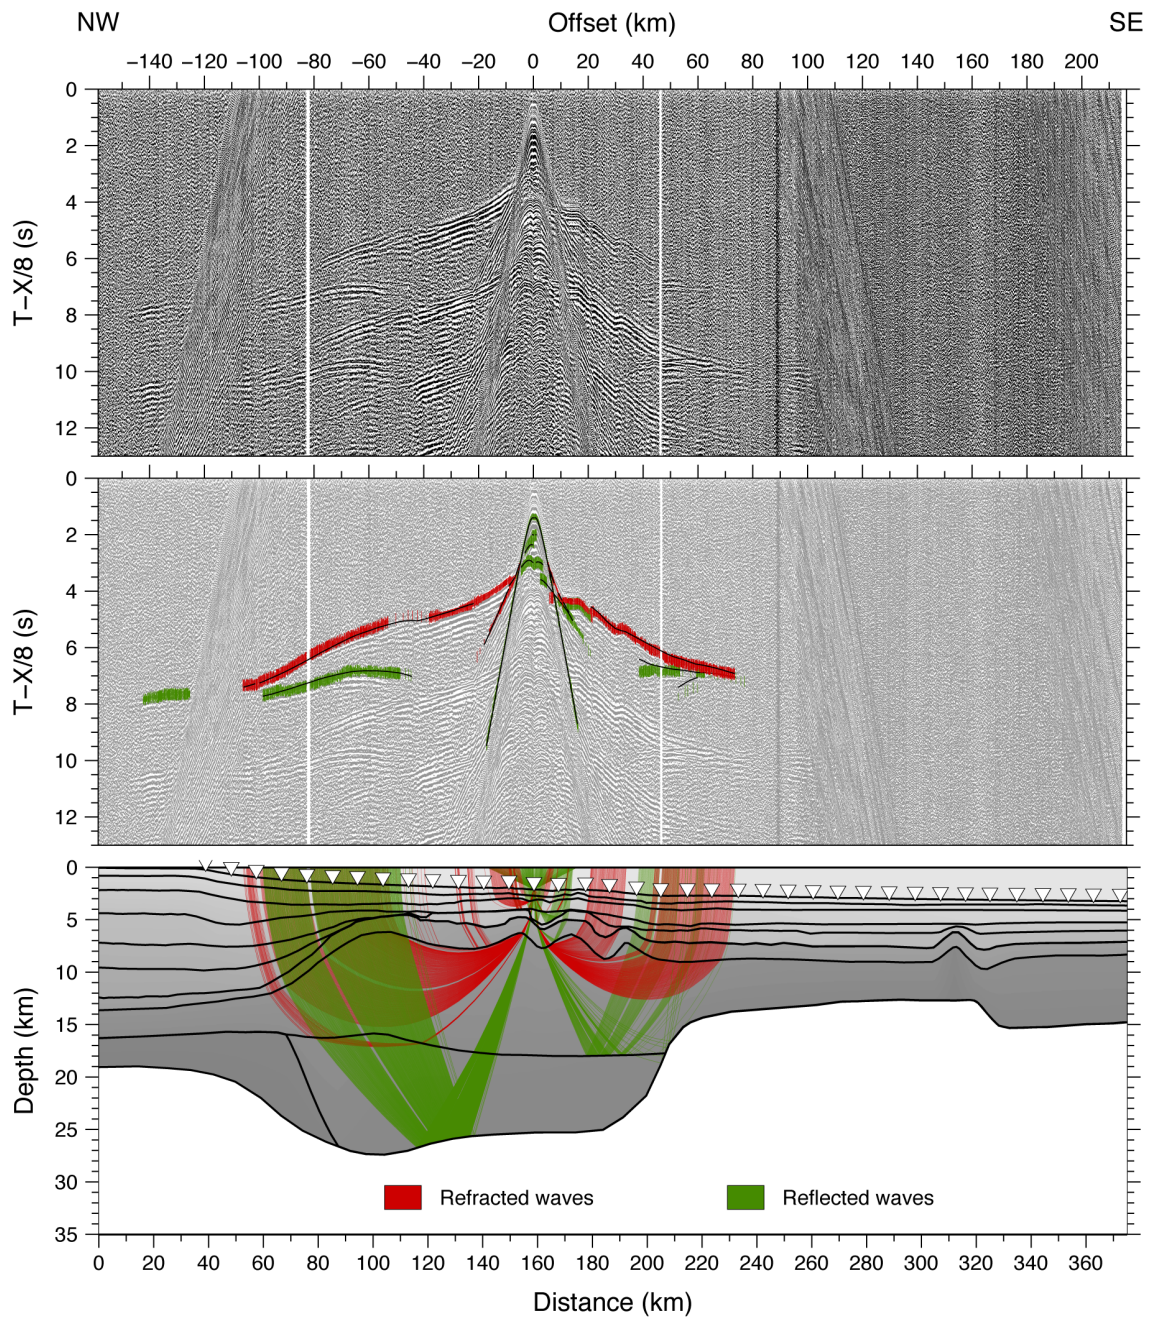 NW Offset (km) SE
−140 −120 −100 −80 −60 −40 −20 0 20 40 60 80 100 120 140 160 180 200
0
2
4
6
8
10
12
T−X/8 (s)
0
2
4
6
8
10
12
T−X/8 (s)
0
5
10
15
20
25
30
35
Depth (km)
Refracted waves Reflected waves
0 20 40 60 80 100 120 140 160 180 200 220 240 260 280 300 320 340 360
Distance (km)